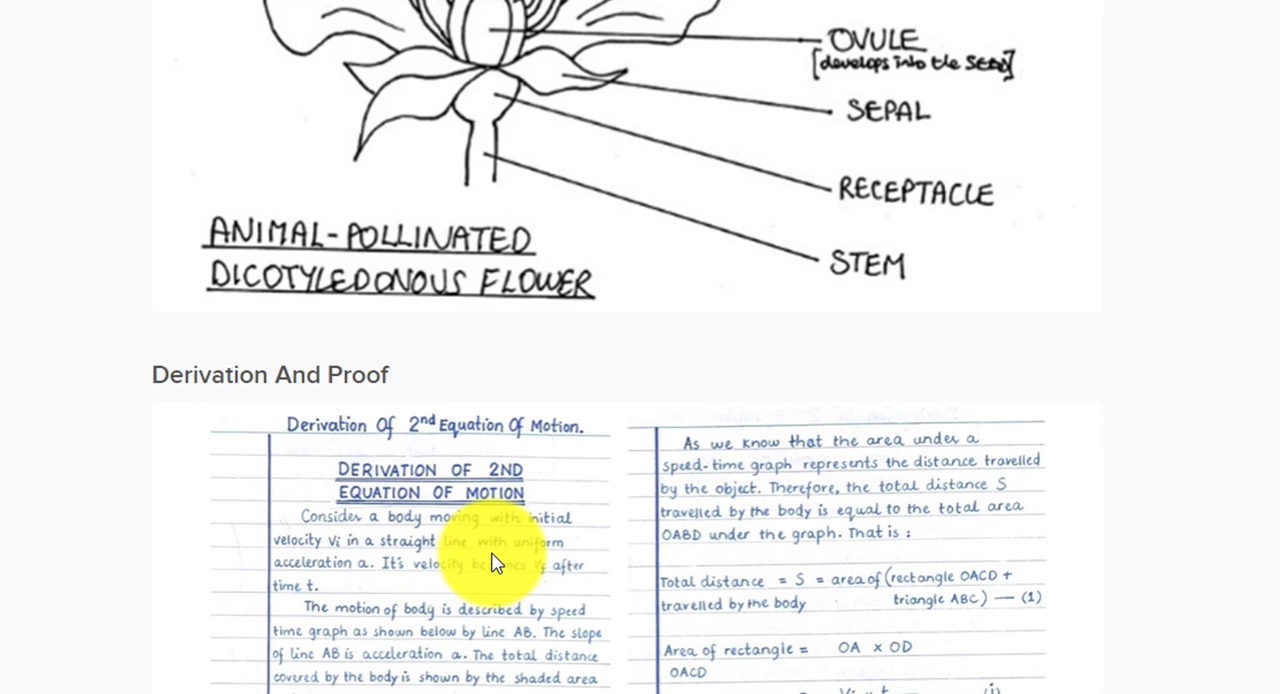 OVULE
[develops into the SEED]
SEPAL
RECEPTACLE
STEM
ANIMAL-POLLINATED
DICOTYLEDONOUS FLOWER
Derivation And Proof
Derivation Of 2nd Equation Of Motion.
DERIVATION OF 2ND
EQUATION OF MOTION
Consider a body moving with initial
velocity Vi in a straight line with uniform
acceleration a. It's velocity becomes Vf after
time t.
The motion of body is described by speed
time graph as shown below by line AB. The slope
of line AB is acceleration a. The total distance
covered by the body is shown by the shaded area
As we know that the area under a
speed-time graph represents the distance travelled
by the object. Therefore, the total distance S
travelled by the body is equal to the total area
OABD under the graph. That is :
Total distance = S = area of (rectangle OACD +
travelled by the body triangle ABC) — (1)
Area of rectangle = OA x OD
OACD